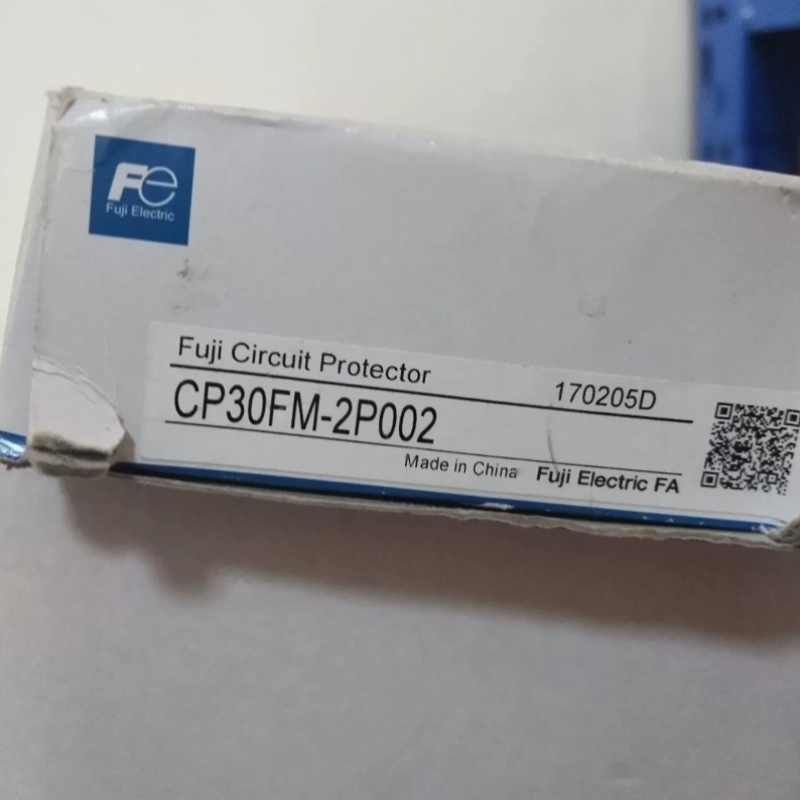 Fe
Fuji Electric
Fuji Circuit Protector
170205D
CP30FM-2P002
Made in China Fuji Electric FA